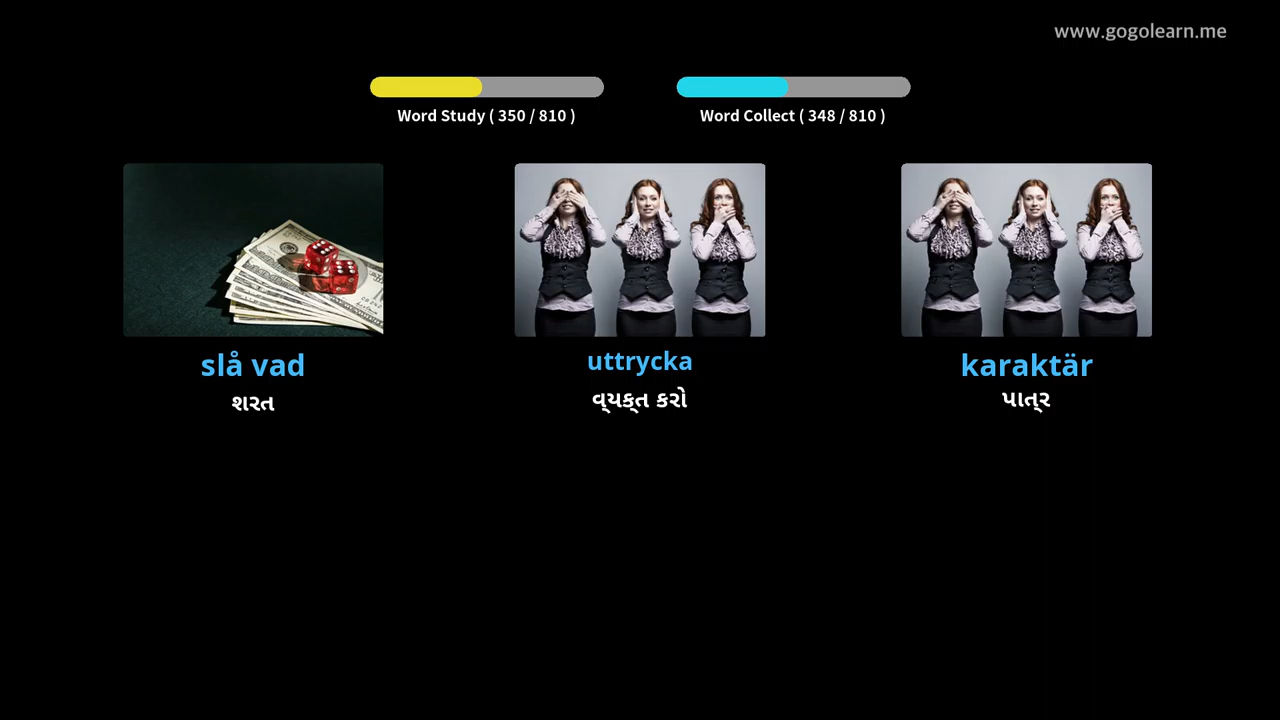 www.gogolearn.me
Word Study ( 350 / 810 )
Word Collect ( 348 / 810 )
slå vad
uttrycka
karaktär
શરત
વ્યક્ત કરો
પાત્ર